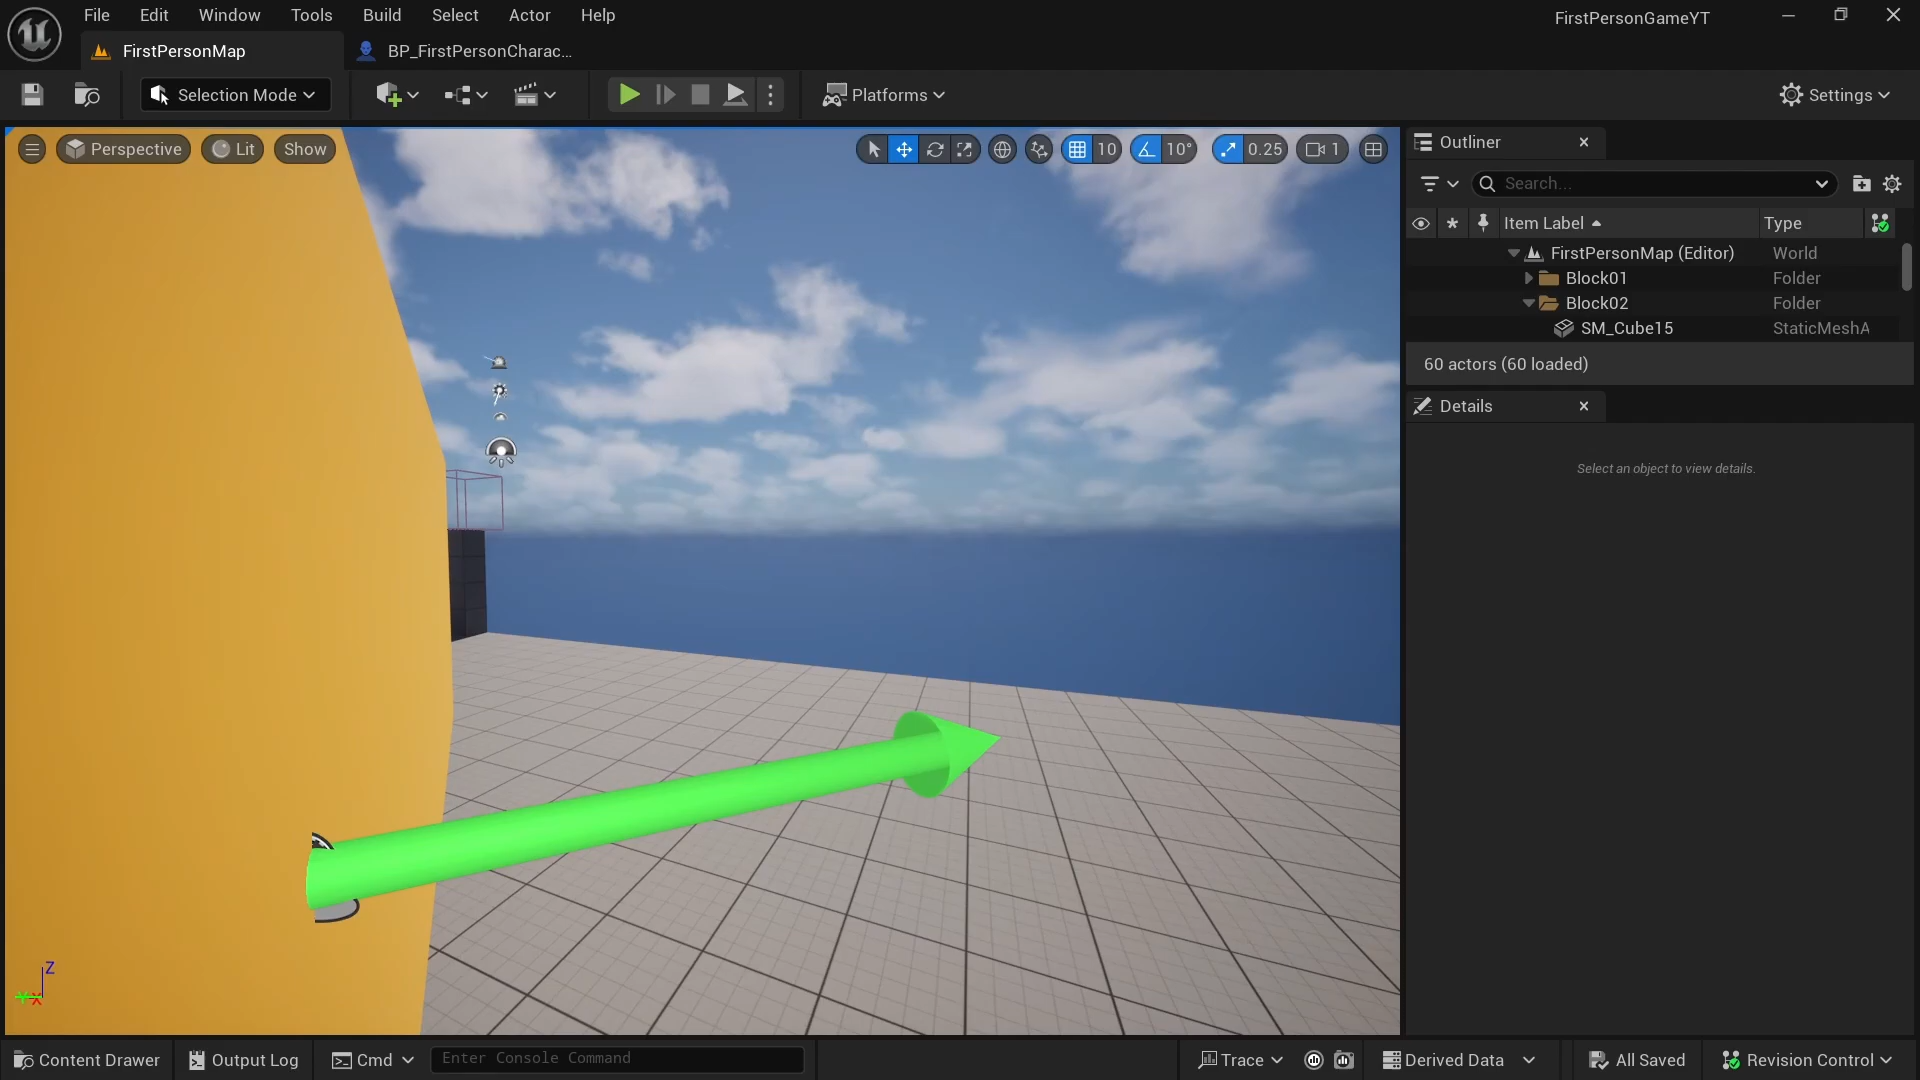 File Edit Window Tools Build Select Actor Help
FirstPersonGameYT
FirstPersonMap
BP_FirstPersonCharac...
Selection Mode
Platforms
Settings
Perspective
Lit
Show
10
10°
0.25
1
Outliner
Search...
Item Label
Type
FirstPersonMap (Editor) World
Block01 Folder
Block02 Folder
SM_Cube15 StaticMeshA
60 actors (60 loaded)
Details
Select an object to view details.
Z
Y X
Content Drawer
Output Log
Cmd
Enter Console Command
Trace
Derived Data
All Saved
Revision Control